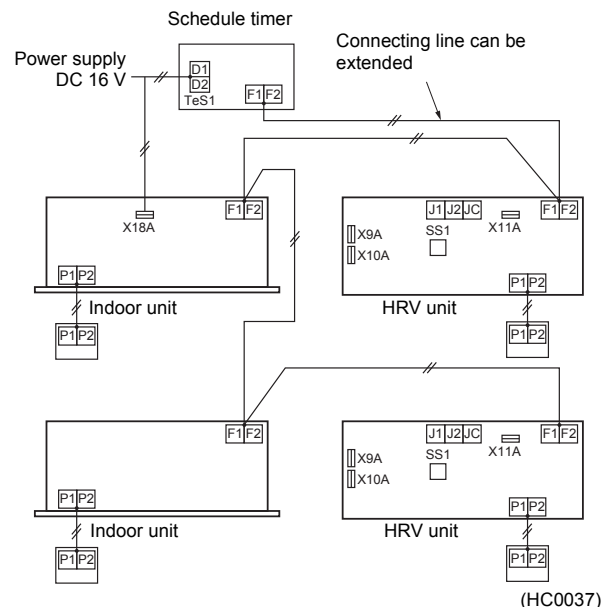 Schedule timer
Connecting line can be
extended
Power supply
DC 16 V
D1
D2
TeS1
F1 F2
X18A
F1 F2
P1 P2
Indoor unit
P1 P2
J1 J2 JC
X11A
F1 F2
SS1
X9A
X10A
P1 P2
HRV unit
P1 P2
F1 F2
P1 P2
Indoor unit
P1 P2
J1 J2 JC
X11A
F1 F2
SS1
X9A
X10A
P1 P2
HRV unit
P1 P2
(HC0037)